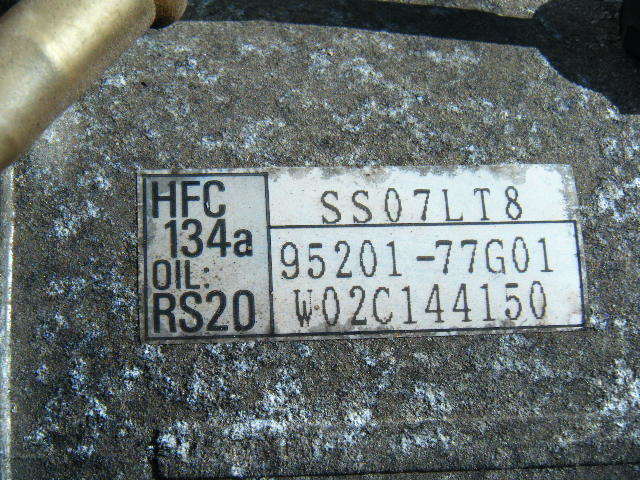 HFC
134a
OIL:
RS20
SS07LT8
95201-77G01
W02C144150